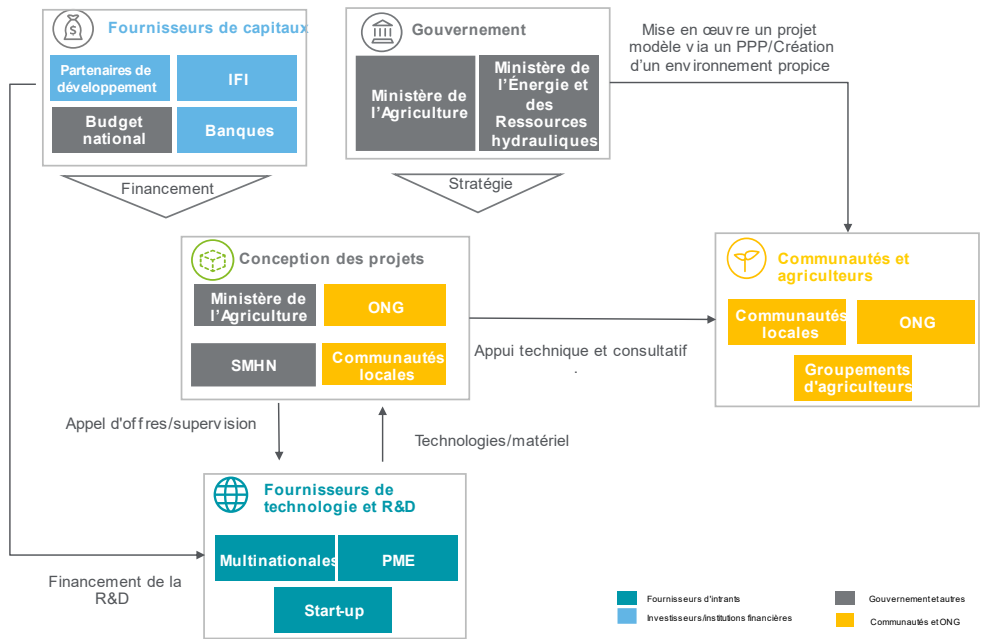 Fournisseurs de capitaux
Partenaires de
développement
IFI
Budget
national
Banques
Financement
Gouvernement
Ministère de
l'Agriculture
Ministère de
l'Énergie et
des
Ressources
hydrauliques
Stratégie
Mise en œuvre un projet
modèle via un PPP/Création
d'un environnement propice
Conception des projets
Ministère de
l'Agriculture
ONG
SMHN
Communautés
locales
Appui technique et consultatif
.
Communautés et
agriculteurs
Communautés
locales
ONG
Groupements
d'agriculteurs
Appel d'offres/supervision
Technologies/matériel
Fournisseurs de
technologie et R&D
Multinationales
PME
Start-up
Financement de la
R&D
Fournisseurs d'intrants
Investisseurs/institutions financières
Gouvernement et autres
Communautés et ONG